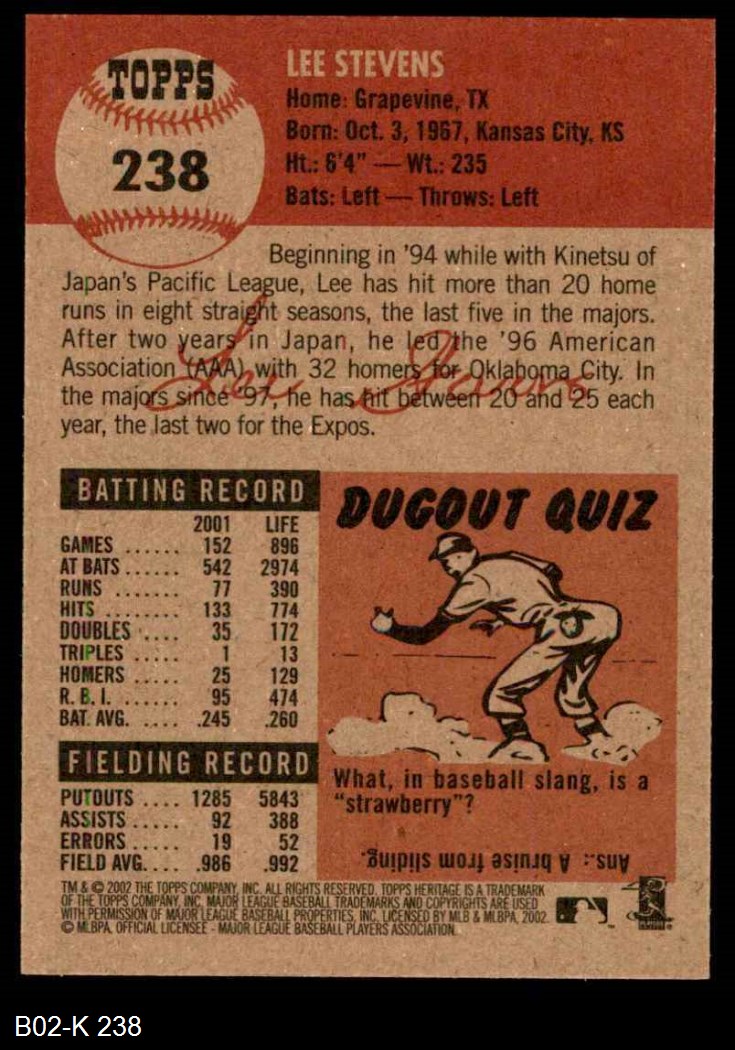 TOPPS
238
LEE STEVENS
Home: Grapevine, TX
Born: Oct. 3, 1967, Kansas City, KS
Ht.: 6'4" — Wt.: 235
Bats: Left — Throws: Left
Beginning in '94 while with Kinetsu of
Japan's Pacific League, Lee has hit more than 20 home
runs in eight straight seasons, the last five in the majors.
After two years in Japan, he led the '96 American
Association (AAA) with 32 homers for Oklahoma City. In
the majors since '97, he has hit between 20 and 25 each
year, the last two for the Expos.
Lee Stevens
BATTING RECORD
2001 LIFE
GAMES ...... 152 896
AT BATS ...... 542 2974
RUNS ...... 77 390
HITS ........ 133 774
DOUBLES ..... 35 172
TRIPLES ..... 1 13
HOMERS ..... 25 129
R. B. I. ...... 95 474
BAT. AVG. .... .245 .260
FIELDING RECORD
PUTOUTS .... 1285 5843
ASSISTS ..... 92 388
ERRORS ..... 19 52
FIELD AVG.... .986 .992
DUGOUT QUIZ
What, in baseball slang, is a
"strawberry"?
Ans.: A bruise from sliding.
TM & © 2002 THE TOPPS COMPANY, INC. ALL RIGHTS RESERVED. TOPPS HERITAGE IS A TRADEMARK
OF THE TOPPS COMPANY, INC. MAJOR LEAGUE BASEBALL TRADEMARKS AND COPYRIGHTS ARE USED
WITH PERMISSION OF MAJOR LEAGUE BASEBALL PROPERTIES, INC. LICENSED BY MLB & MLBPA, 2002.
© MLBPA, OFFICIAL LICENSEE - MAJOR LEAGUE BASEBALL PLAYERS ASSOCIATION.
B02-K 238